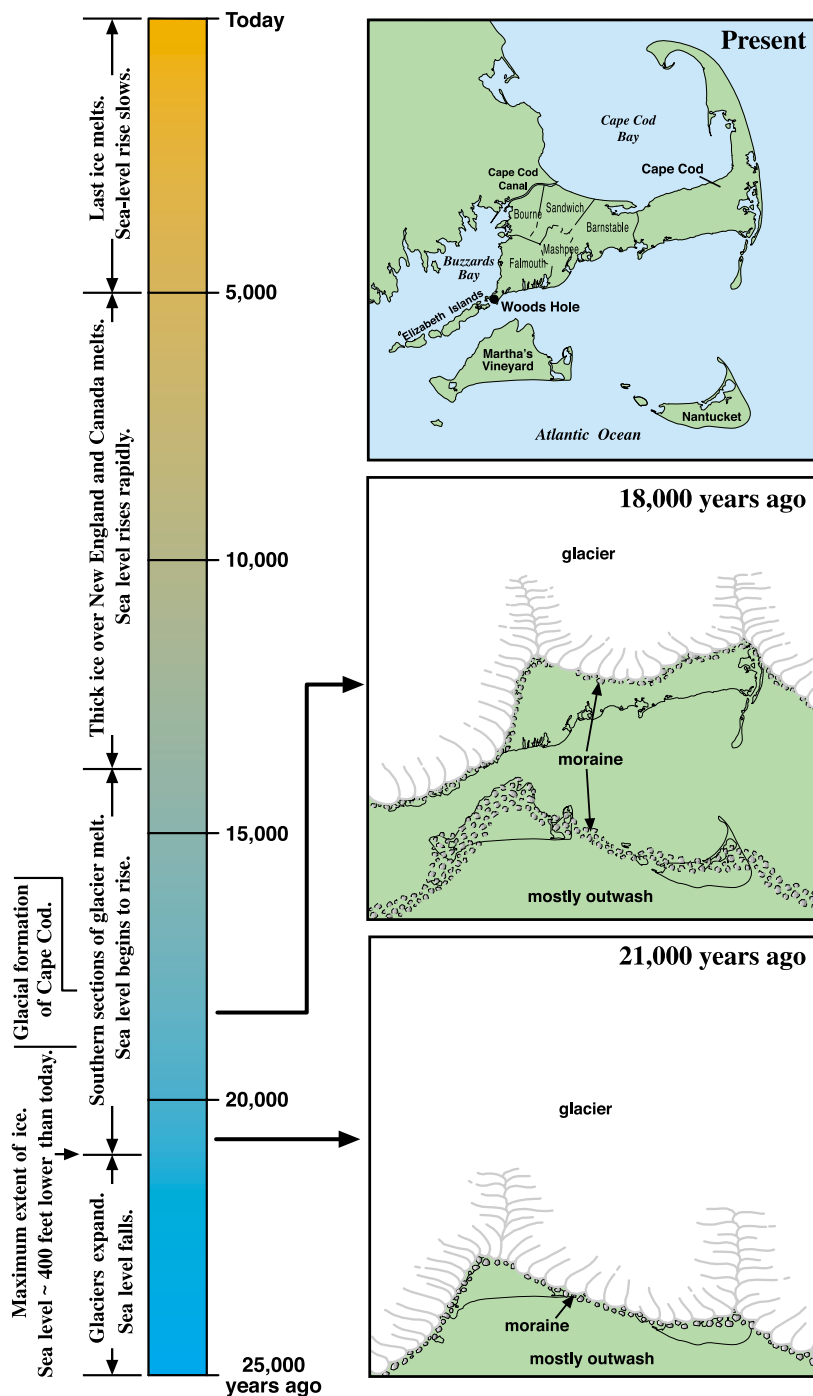 Today
5,000
10,000
15,000
20,000
25,000
years ago
Last ice melts.
Sea-level rise slows.
Thick ice over New England and Canada melts.
Sea level rises rapidly.
Southern sections of glacier melt.
Sea level begins to rise.
Glaciers expand.
Sea level falls.
Glacial formation
of Cape Cod.
Maximum extent of ice.
Sea level ~ 400 feet lower than today.
Present
Cape Cod
Bay
Cape Cod
Cape Cod
Canal
Bourne
Sandwich
Barnstable
Mashpee
Falmouth
Buzzards
Bay
Elizabeth Islands
Woods Hole
Martha's
Vineyard
Nantucket
Atlantic Ocean
18,000 years ago
glacier
moraine
mostly outwash
21,000 years ago
glacier
moraine
mostly outwash